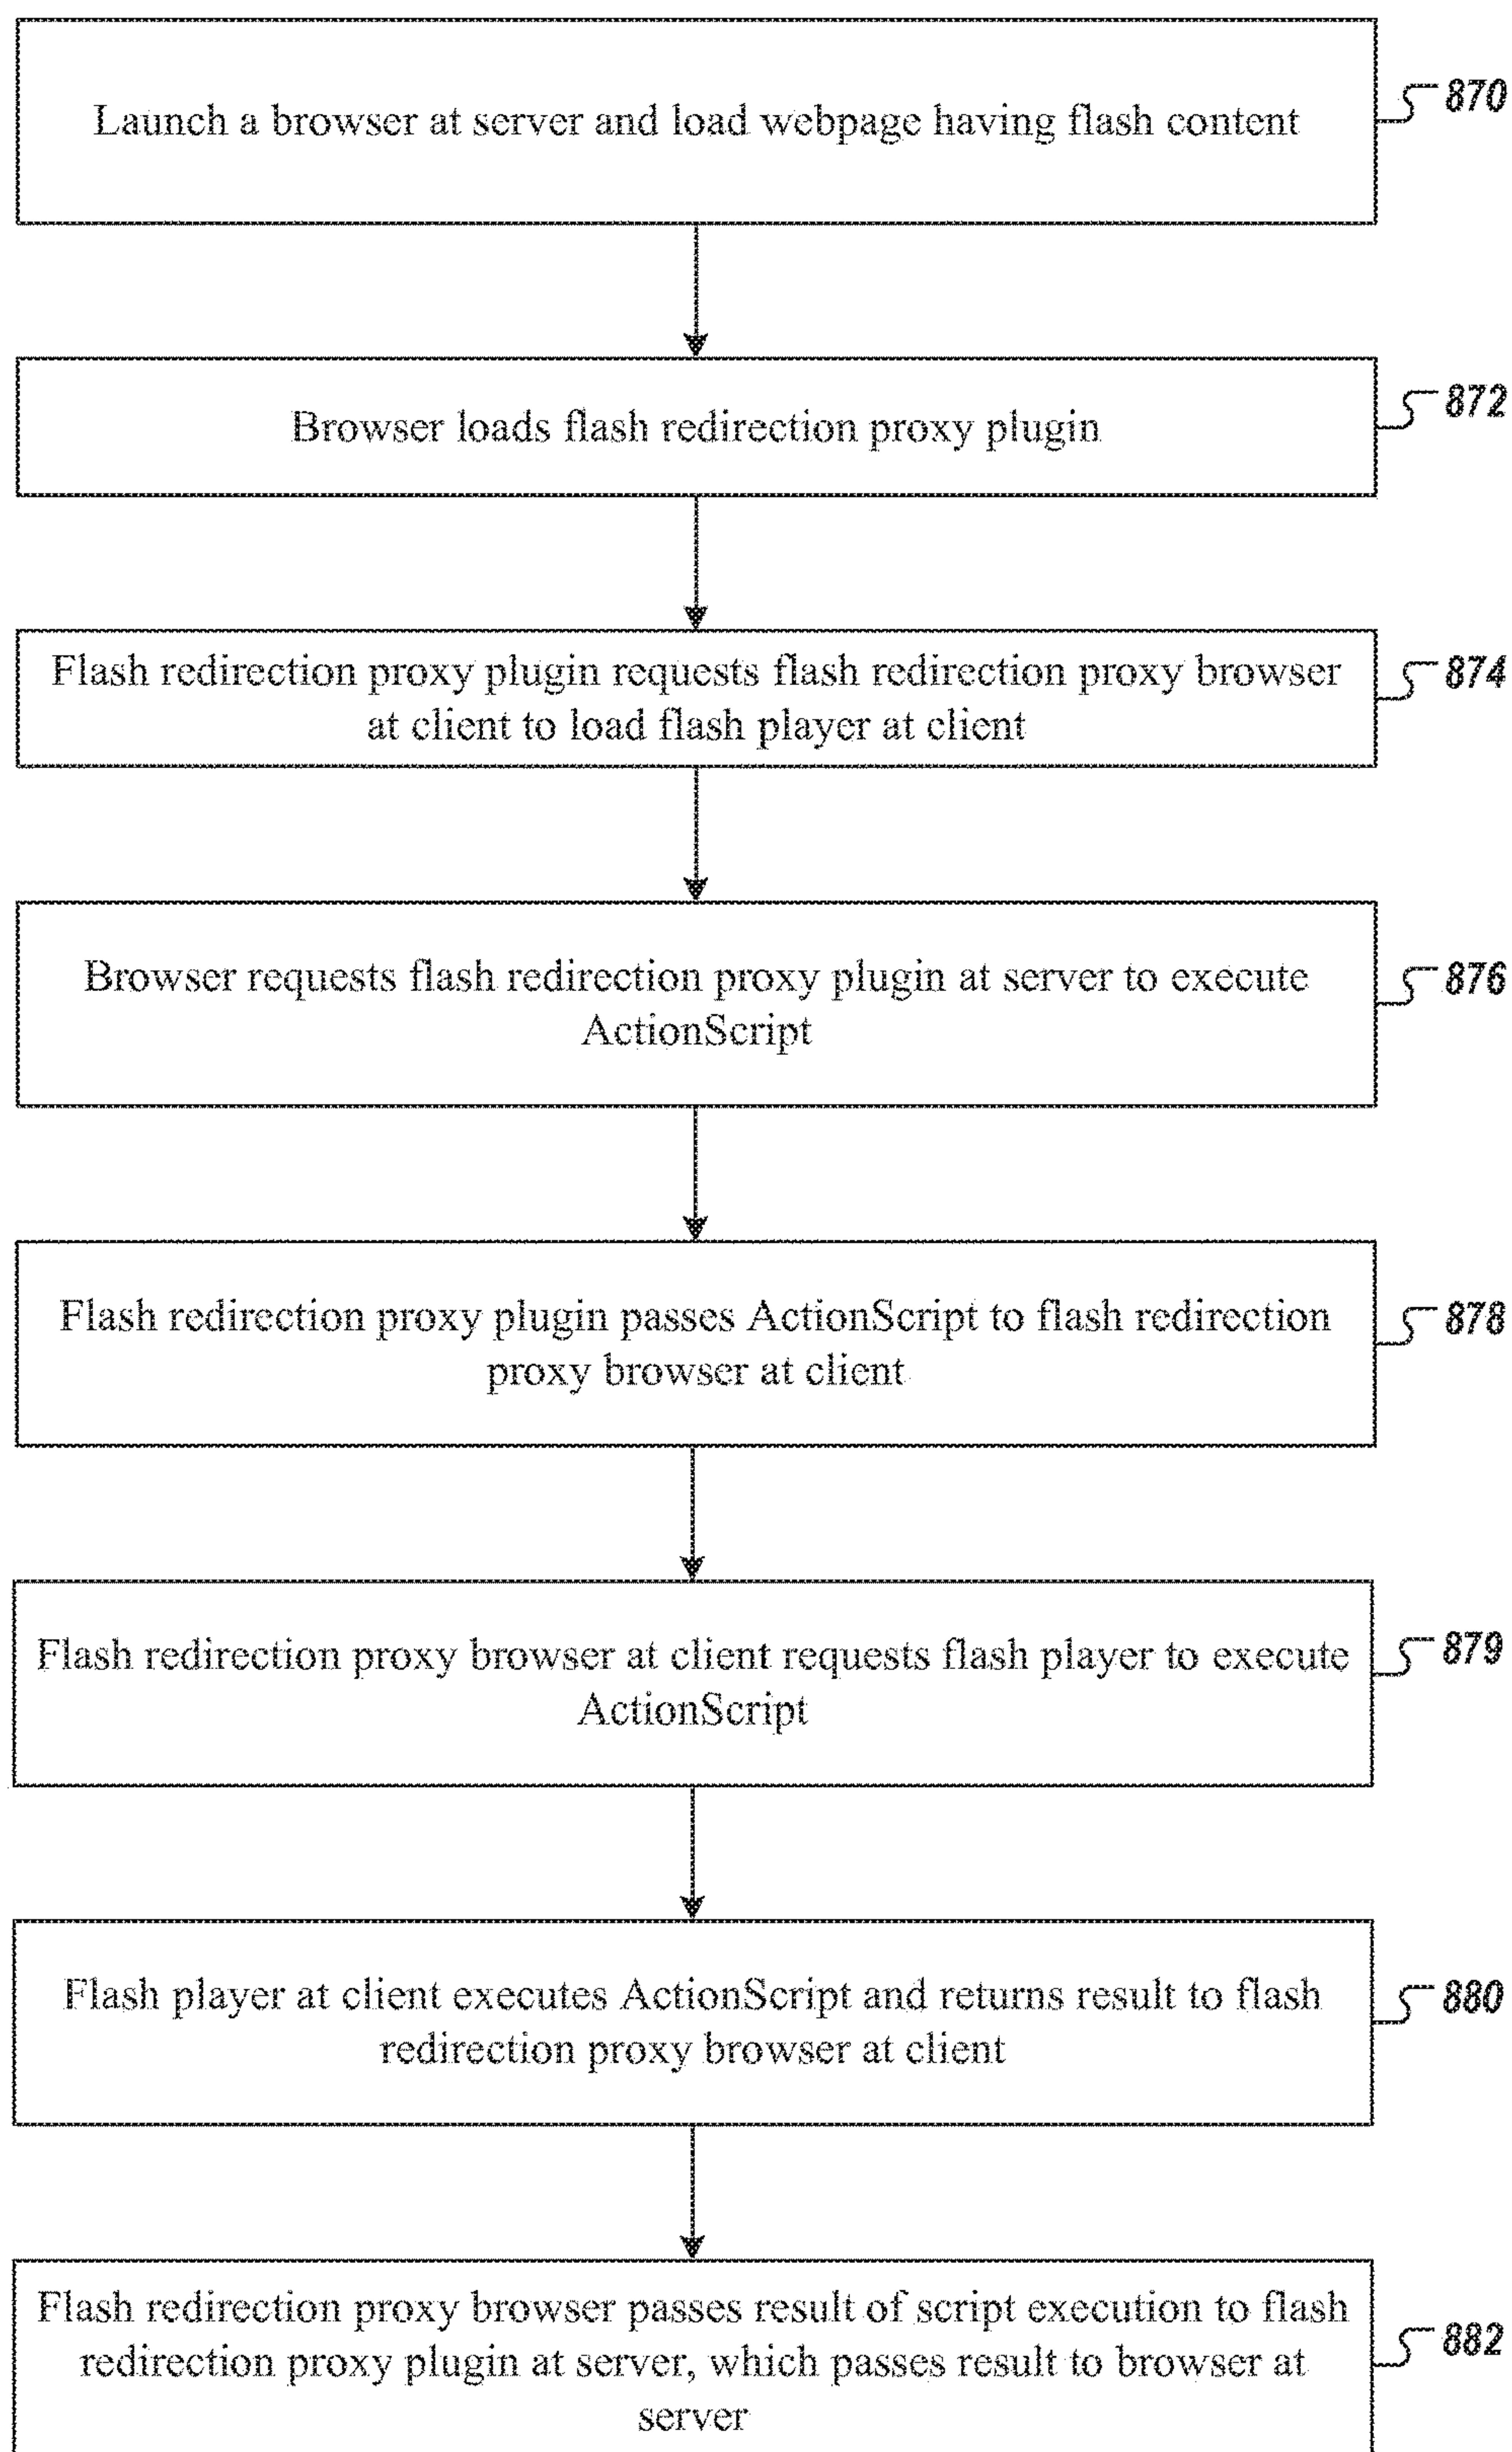 Launch a browser at server and load webpage having flash content
870
Browser loads flash redirection proxy plugin
872
Flash redirection proxy plugin requests flash redirection proxy browser
at client to load flash player at client
874
Browser requests flash redirection proxy plugin at server to execute
ActionScript
876
Flash redirection proxy plugin passes ActionScript to flash redirection
proxy browser at client
878
Flash redirection proxy browser at client requests flash player to execute
ActionScript
879
Flash player at client executes ActionScript and returns result to flash
redirection proxy browser at client
880
Flash redirection proxy browser passes result of script execution to flash
redirection proxy plugin at server, which passes result to browser at
server
882